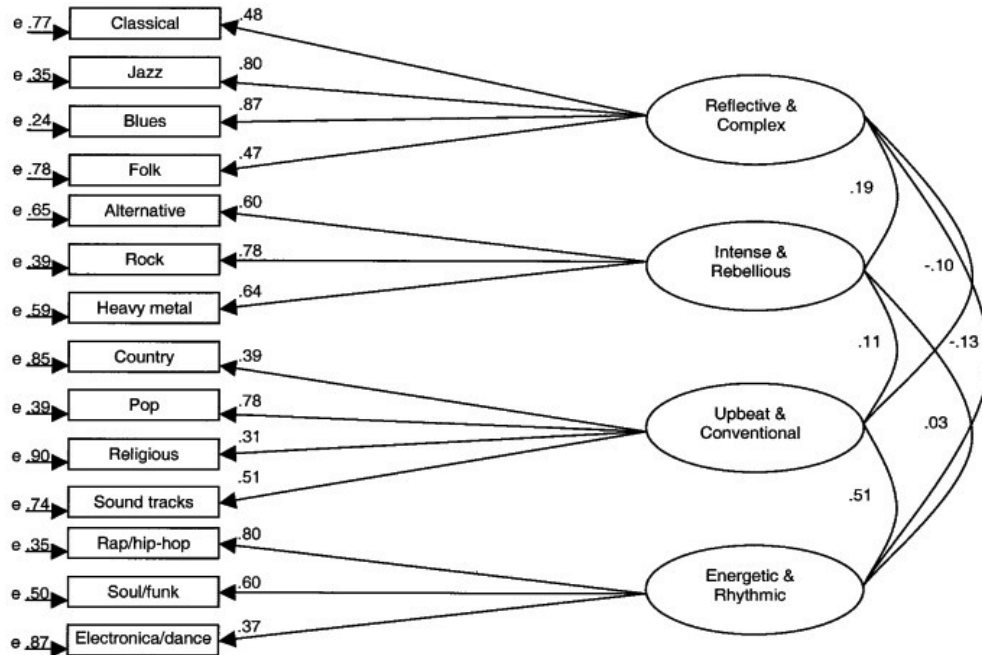 e .77 Classical .48
e .35 Jazz .80
e .24 Blues .87
e .78 Folk .47
e .65 Alternative .60
e .39 Rock .78
e .59 Heavy metal .64
e .85 Country .39
e .39 Pop .78
e .90 Religious .31
e .74 Sound tracks .51
e .35 Rap/hip-hop .80
e .50 Soul/funk .60
e .87 Electronica/dance .37
Reflective &
Complex
Intense &
Rebellious
Upbeat &
Conventional
Energetic &
Rhythmic
.19
-.10
.11
-.13
.03
.51